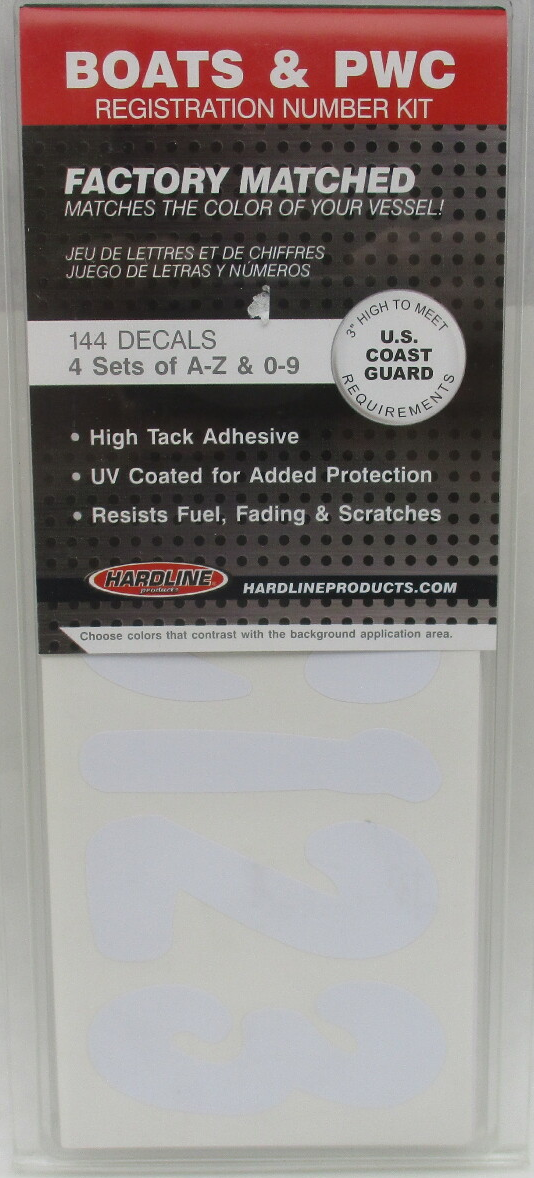 BOATS & PWC
REGISTRATION NUMBER KIT
FACTORY MATCHED
MATCHES THE COLOR OF YOUR VESSEL!
JEU DE LETTRES ET DE CHIFFRES
JUEGO DE LETRAS Y NÚMEROS
144 DECALS
4 Sets of A-Z & 0-9
3" HIGH TO MEET
U.S.
COAST
GUARD
REQUIREMENTS
• High Tack Adhesive
• UV Coated for Added Protection
• Resists Fuel, Fading & Scratches
HARDLINE
products
HARDLINEPRODUCTS.COM
Choose colors that contrast with the background application area.
1
2
3